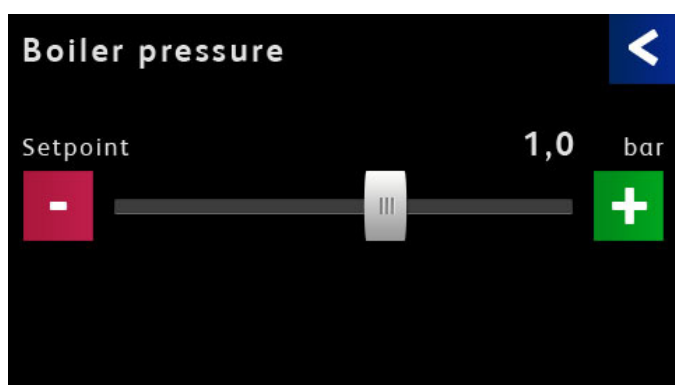 Boiler pressure <
Setpoint 1,0 bar
- +